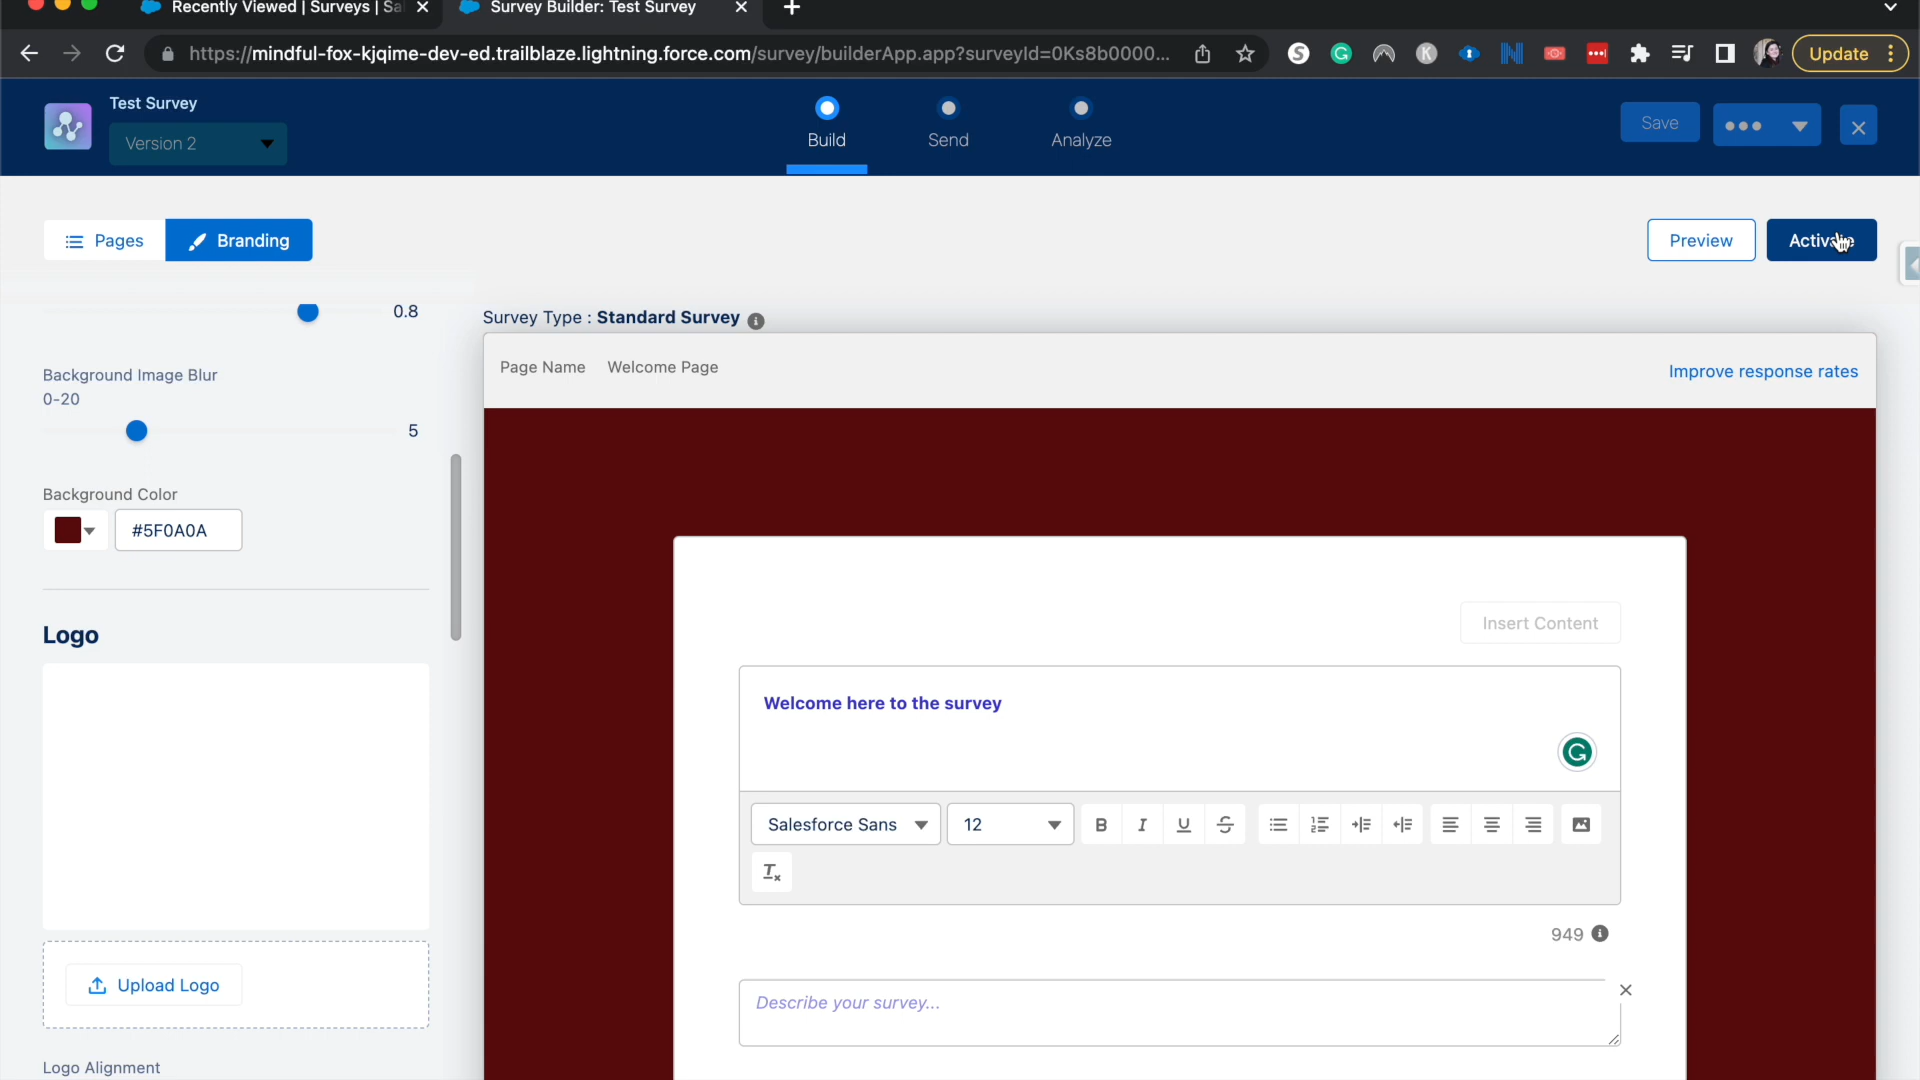 Recently Viewed | Surveys | Sa
Survey Builder: Test Survey
https://mindful-fox-kjqime-dev-ed.trailblaze.lightning.force.com/survey/builderApp.app?surveyId=0Ks8b0000...
Update
Test Survey
Version 2
Build
Send
Analyze
Save
Pages
Branding
Preview
Activate
0.8
Survey Type : Standard Survey
Page Name Welcome Page
Improve response rates
Background Image Blur
0-20
5
Background Color
#5F0A0A
Logo
Insert Content
Welcome here to the survey
Salesforce Sans
12
949
Describe your survey...
Upload Logo
Logo Alignment